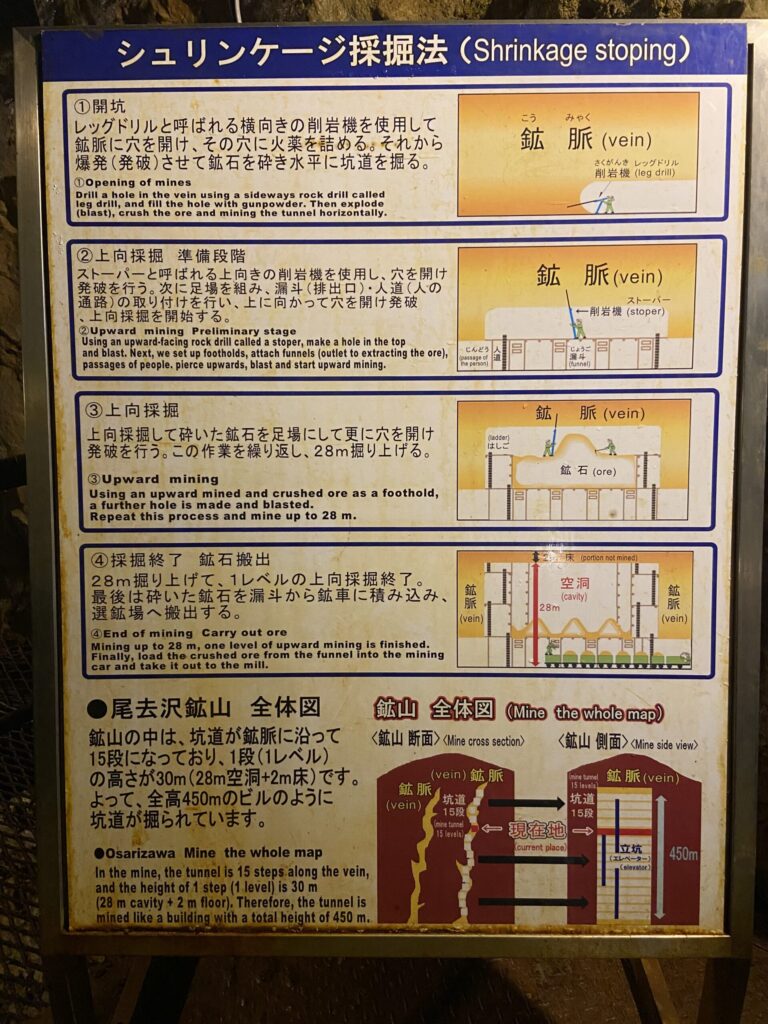 シュリンケージ採掘法（Shrinkage stoping）
①開坑
レッグドリルと呼ばれる横向きの削岩機を使用して
鉱脈に穴を開け、その穴に火薬を詰める。それから
爆発（発破）させて鉱石を砕き水平に坑道を掘る。
①Opening of mines
Drill a hole in the vein using a sideways rock drill called
leg drill, and fill the hole with gunpowder. Then explode
(blast), crush the ore and mining the tunnel horizontally.
こう みゃく
鉱 脈 (vein)
さくがんき レッグドリル
削岩機 (leg drill)
②上向採掘 準備段階
ストーパーと呼ばれる上向きの削岩機を使用し、穴を開け
発破を行う。次に足場を組み、漏斗（排出口）・人道（人の
通路）の取り付けを行い、上に向かって穴を開け発破
、上向採掘を開始する。
②Upward mining Preliminary stage
Using an upward-facing rock drill called a stoper, make a hole in the top
and blast. Next, we set up footholds, attach funnels (outlet to extracting the ore),
passages of people. pierce upwards, blast and start upward mining.
鉱 脈 (vein)
ストーパー
←削岩機 (stoper)
じんどう
人道
(passage of the person)
じょうご
漏斗
(funnel)
③上向採掘
上向採掘して砕いた鉱石を足場にして更に穴を開け
発破を行う。この作業を繰り返し、28m掘り上げる。
③Upward mining
Using an upward mined and crushed ore as a foothold,
a further hole is made and blasted.
Repeat this process and mine up to 28 m.
鉱 脈 (vein)
(ladder)
はしご
鉱 石 (ore)
④採掘終了 鉱石搬出
28m掘り上げて、1レベルの上向採掘終了。
最後は砕いた鉱石を漏斗から鉱車に積み込み、
選鉱場へ搬出する。
④End of mining Carry out ore
Mining up to 28 m, one level of upward mining is finished.
Finally, load the crushed ore from the funnel into the mining
car and take it out to the mill.
床 (portion not mined)
空洞
(cavity)
28m
鉱脈
(vein)
鉱脈
(vein)
●尾去沢鉱山 全体図
鉱山の中は、坑道が鉱脈に沿って
15段になっており、1段（1レベル）
の高さが30m（28m空洞+2m床）です。
よって、全高450mのビルのように
坑道が掘られています。
●Osarizawa Mine the whole map
In the mine, the tunnel is 15 steps along the vein,
and the height of 1 step (1 level) is 30 m
(28 m cavity + 2 m floor). Therefore, the tunnel is
mined like a building with a total height of 450 m.
鉱山 全体図 (Mine the whole map)
〈鉱山 断面〉〈Mine cross section〉
〈鉱山 側面〉〈Mine side view〉
鉱脈
(vein)
(vein) 鉱脈
坑道
15段
(mine tunnel
15 levels)
現在地
(current place)
(mine tunnel
15 levels)
坑道
15段
鉱脈 (vein)
立坑
(エレベーター)
(elevator)
450m